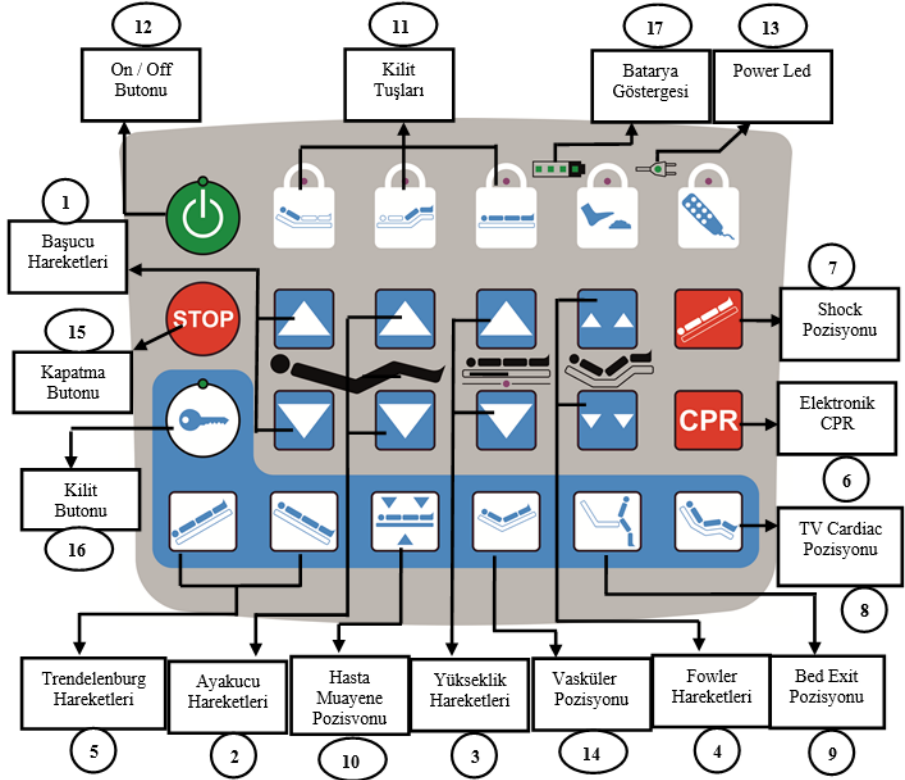 12
11
17
13
On / Off
Butonu
Kilit
Tuşları
Batarya
Göstergesi
Power Led
1
Başucu
Hareketleri
7
Shock
Pozisyonu
15
STOP
Kapatma
Butonu
Elektronik
CPR
CPR
6
Kilit
Butonu
16
TV Cardiac
Pozisyonu
8
Trendelenburg
Hareketleri
Ayakucu
Hareketleri
Hasta
Muayene
Pozisvonu
Yükseklik
Hareketleri
Vasküler
Pozisyonu
Fowler
Hareketleri
Bed Exit
Pozisyonu
5
2
10
3
14
4
9